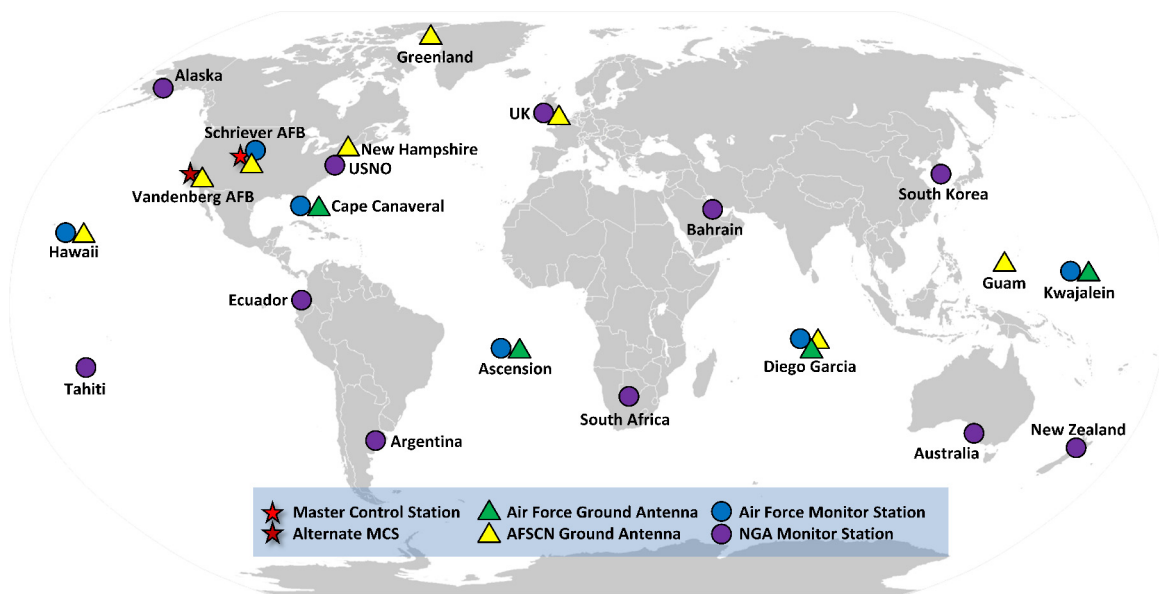 Greenland
Alaska
UK
Schriever AFB
New Hampshire
USNO
Vandenberg AFB
South Korea
Cape Canaveral
Bahrain
Hawaii
Guam
Kwajalein
Ecuador
Ascension
Diego Garcia
Tahiti
South Africa
Argentina
New Zealand
Australia
Master Control Station
Air Force Ground Antenna
Air Force Monitor Station
Alternate MCS
AFSCN Ground Antenna
NGA Monitor Station